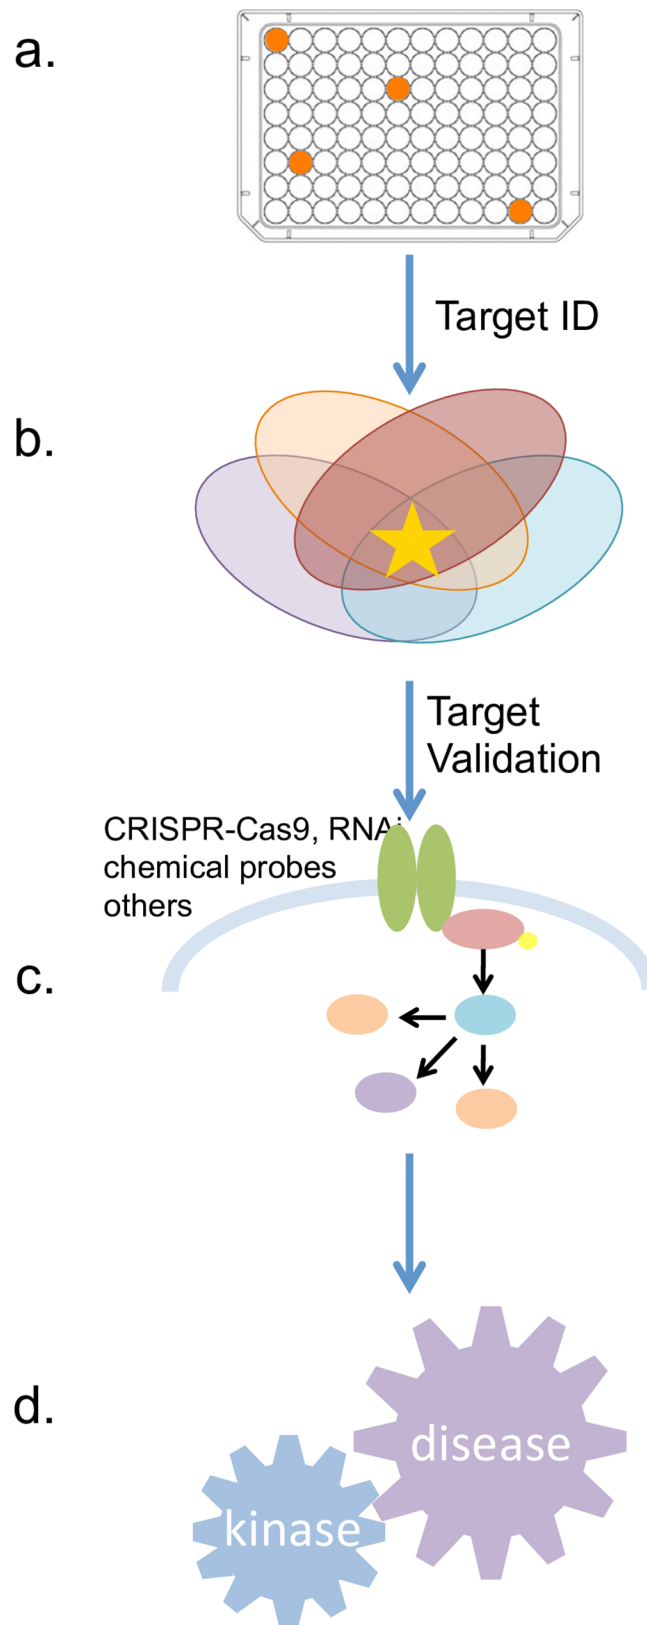 a.
Target ID
b.
Target
Validation
CRISPR-Cas9, RNAi
chemical probes
others
c.
d.
disease
kinase